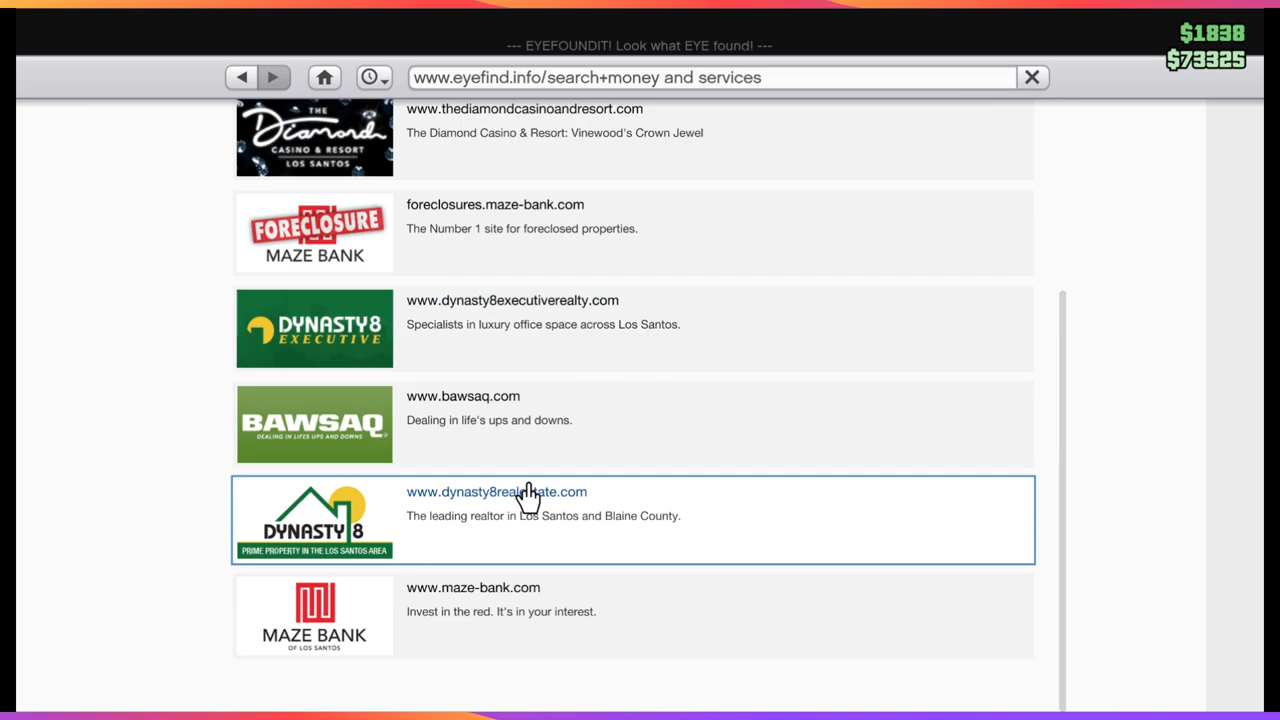 --- EYEFOUNDIT! Look what EYE found! ---
$1838
$73325
www.eyefind.info/search+money and services
THE
Diamond
CASINO & RESORT
LOS SANTOS
www.thediamondcasinoandresort.com
The Diamond Casino & Resort: Vinewood's Crown Jewel
FORECLOSURE
MAZE BANK
foreclosures.maze-bank.com
The Number 1 site for foreclosed properties.
DYNASTY8
EXECUTIVE
www.dynasty8executiverealty.com
Specialists in luxury office space across Los Santos.
BAWSAQ
DEALING IN LIFE'S UPS AND DOWNS
www.bawsaq.com
Dealing in life's ups and downs.
DYNASTY 8
PRIME PROPERTY IN THE LOS SANTOS AREA
www.dynasty8realestate.com
The leading realtor in Los Santos and Blaine County.
MAZE BANK
OF LOS SANTOS
www.maze-bank.com
Invest in the red. It's in your interest.